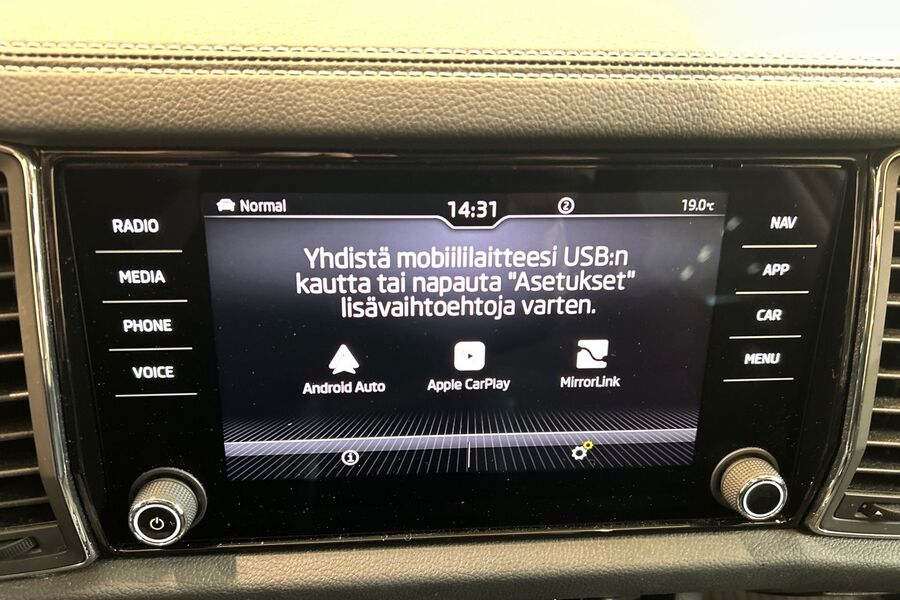 Normal
14:31
2
19.0°C
RADIO
MEDIA
PHONE
VOICE
Yhdistä mobiililaitteesi USB:n
kautta tai napauta "Asetukset"
lisävaihtoehtoja varten.
Android Auto
Apple CarPlay
MirrorLink
NAV
APP
CAR
MENU
i